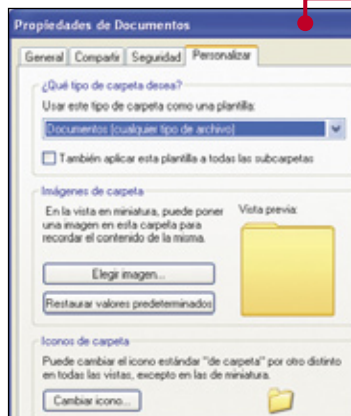 Propiedades de Documentos
General Compartir Seguridad Personalizar
¿Qué tipo de carpeta desea?
Usar este tipo de carpeta como una plantilla:
Documentos (cualquier tipo de archivo)
También aplicar esta plantilla a todas las subcarpetas
Imágenes de carpeta
En la vista en miniatura, puede poner
una imagen en esta carpeta para
recordar el contenido de la misma.
Vista previa:
Elegir imagen...
Restaurar valores predeterminados
Iconos de carpeta
Puede cambiar el icono estándar "de carpeta" por otro distinto
en todas las vistas, excepto en las de miniatura.
Cambiar icono...